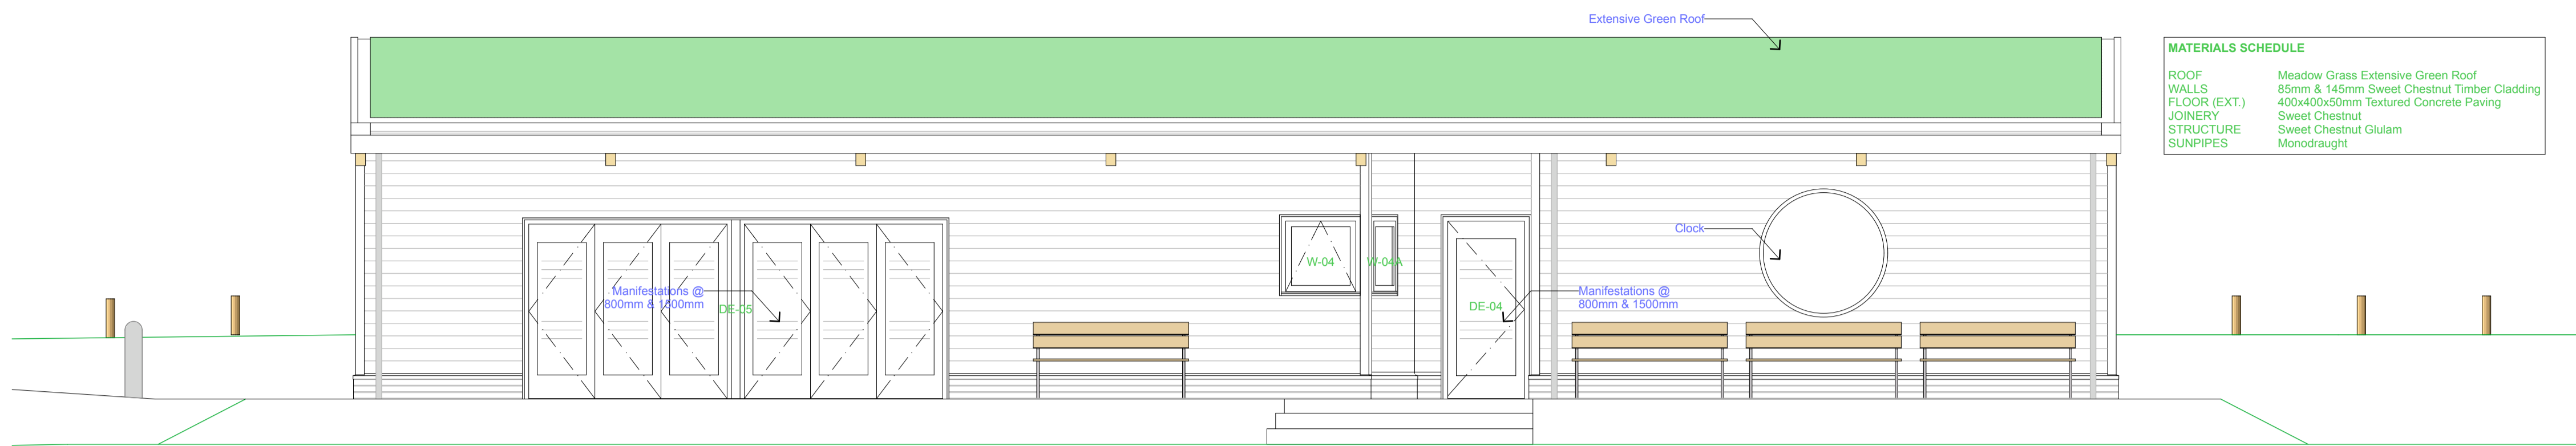 Extensive Green Roof
MATERIALS SCHEDULE
ROOF Meadow Grass Extensive Green Roof
WALLS 85mm & 145mm Sweet Chestnut Timber Cladding
FLOOR (EXT.) 400x400x50mm Textured Concrete Paving
JOINERY Sweet Chestnut
STRUCTURE Sweet Chestnut Glulam
SUNPIPES Monodraught
Clock
W-04
W-04A
Manifestations @
800mm & 1500mm
DE-05
DE-04
Manifestations @
800mm & 1500mm